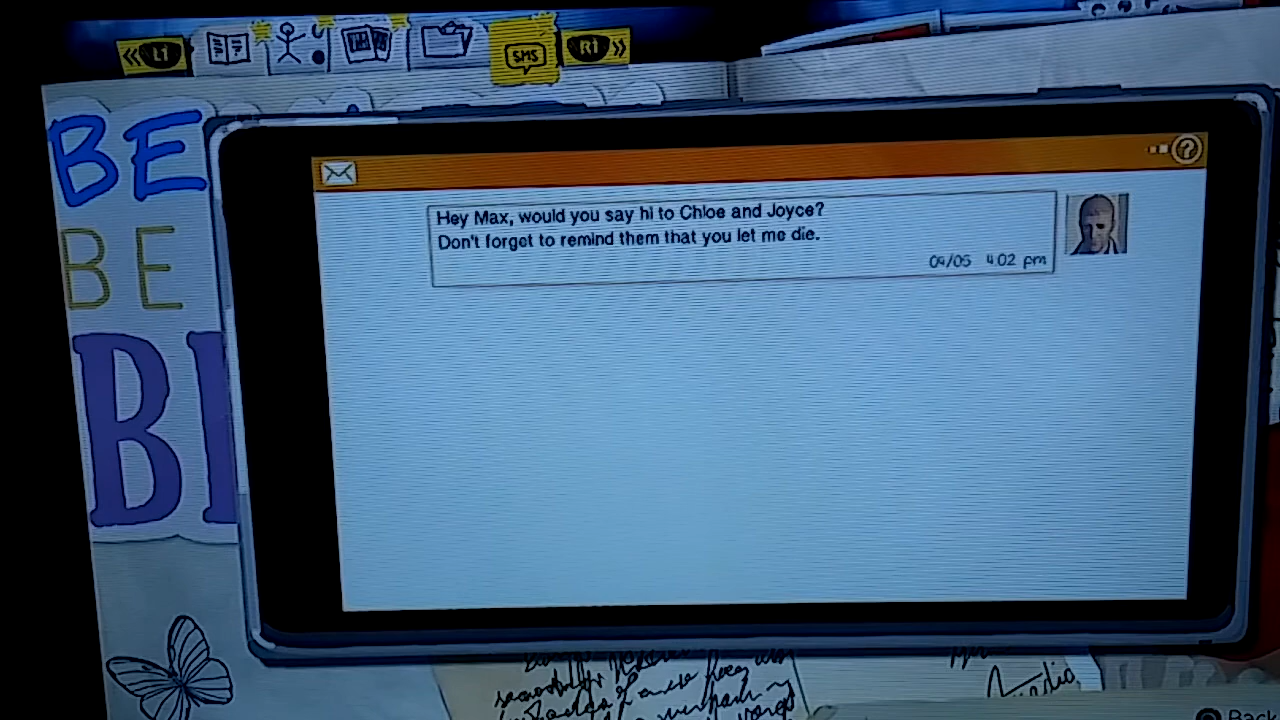 L1
SMS
R1
BE
BE
B
Hey Max, would you say hi to Chloe and Joyce?
Don't forget to remind them that you let me die.
04/05 4:02 pm
Back